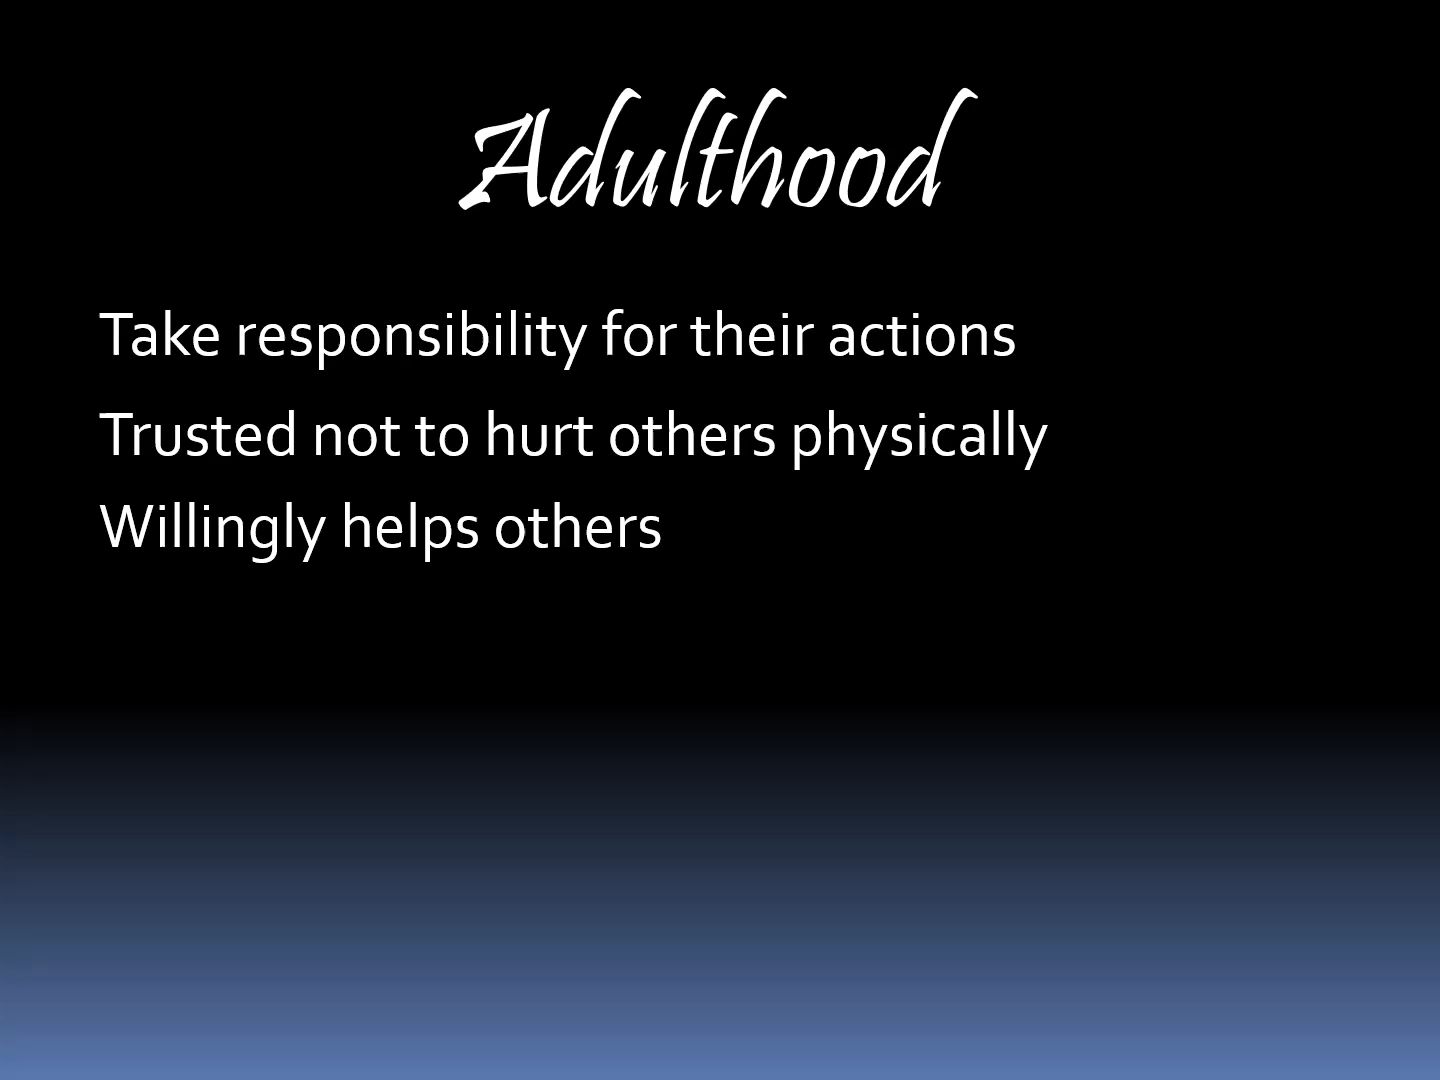 Adulthood
Take responsibility for their actions
Trusted not to hurt others physically
Willingly helps others